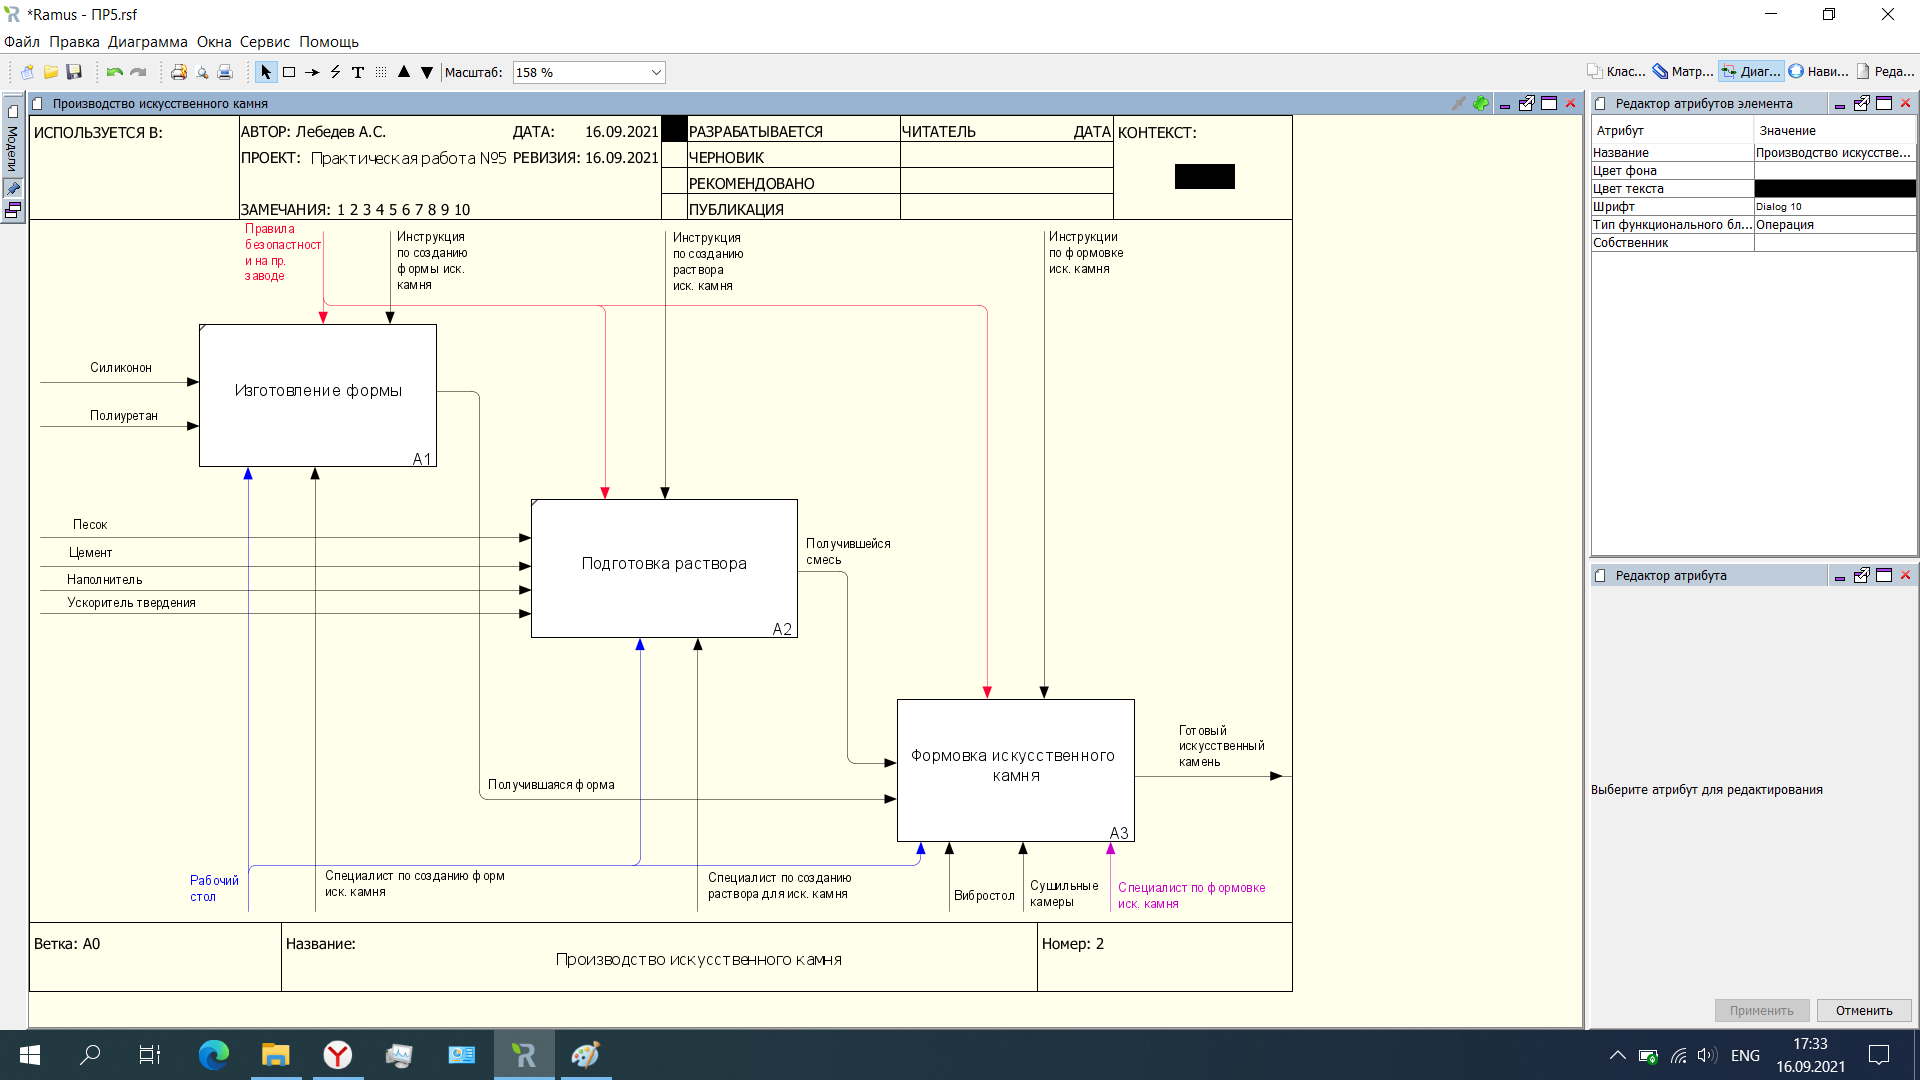 *Ramus - ПР5.rsf
Файл Правка Диаграмма Окна Сервис Помощь
Масштаб: 158 %
Клас... Матр... Диаг... Нави... Реда...
Модели
Производство искусственного камня
ИСПОЛЬЗУЕТСЯ В:
АВТОР: Лебедев А.С. ДАТА: 16.09.2021
ПРОЕКТ: Практическая работа №5 РЕВИЗИЯ: 16.09.2021
ЗАМЕЧАНИЯ: 1 2 3 4 5 6 7 8 9 10
РАЗРАБАТЫВАЕТСЯ
ЧЕРНОВИК
РЕКОМЕНДОВАНО
ПУБЛИКАЦИЯ
ЧИТАТЕЛЬ ДАТА
КОНТЕКСТ:
Правила
безопастност
и на пр.
заводе
Инструкция
по созданию
формы иск.
камня
Инструкция
по созданию
раствора
иск. камня
Инструкции
по формовке
иск. камня
Силиконон
Полиуретан
Изготовление формы
A1
Песок
Цемент
Наполнитель
Ускоритель твердения
Подготовка раствора
A2
Получившейся
смесь
Формовка искусственного
камня
A3
Готовый
искусственный
камень
Получившаяся форма
Рабочий
стол
Специалист по созданию форм
иск. камня
Специалист по созданию
раствора для иск. камня
Вибростол
Сушильные
камеры
Специалист по формовке
иск. камня
Ветка: A0
Название:
Производство искусственного камня
Номер: 2
Редактор атрибутов элемента
Атрибут Значение
Название Производство искусстве...
Цвет фона
Цвет текста
Шрифт Dialog 10
Тип функционального бл... Операция
Собственник
Редактор атрибута
Выберите атрибут для редактирования
Применить Отменить
ENG
17:33
16.09.2021